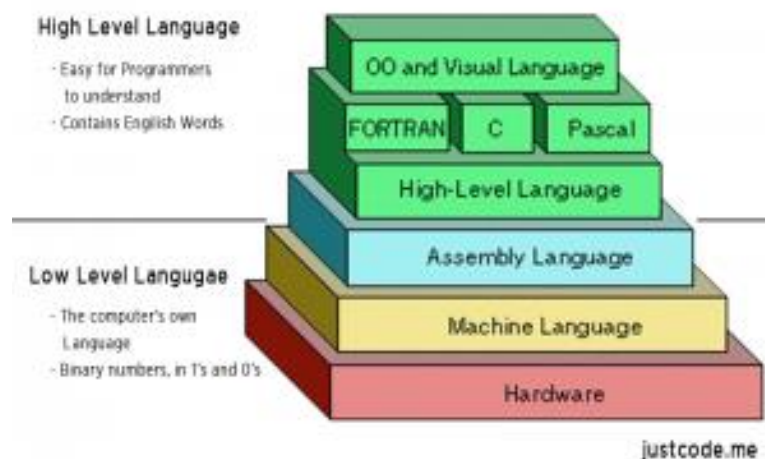 High Level Language
- Easy for Programmers
to understand
- Contains English Words
OO and Visual Language
FORTRAN
C
Pascal
High-Level Language
Assembly Language
Low Level Langugae
- The computer's own
Language
- Binary numbers, in 1's and 0's
Machine Language
Hardware
justcode.me